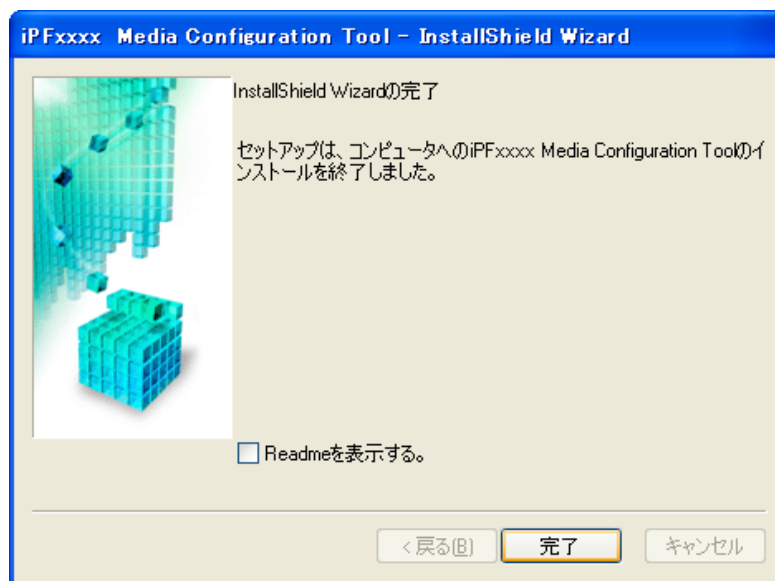 iPFxxxx Media Configuration Tool - InstallShield Wizard
InstallShield Wizardの完了
セットアップは、コンピュータへのiPFxxxx Media Configuration Toolのイ
ンストールを終了しました。
Readmeを表示する。
< 戻る(B)
完了
キャンセル